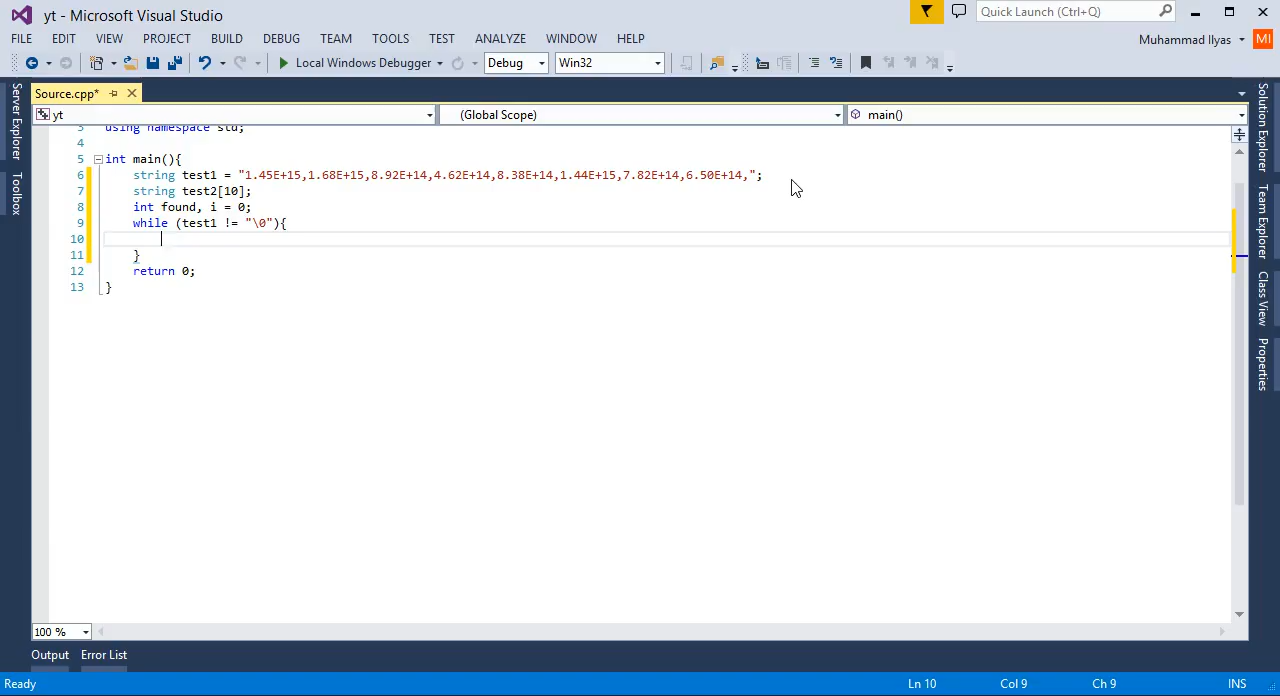 yt - Microsoft Visual Studio
Quick Launch (Ctrl+Q)
FILE EDIT VIEW PROJECT BUILD DEBUG TEAM TOOLS TEST ANALYZE WINDOW HELP
Muhammad Ilyas MI
Local Windows Debugger Debug Win32
Source.cpp*
yt (Global Scope) main()
Server Explorer
Toolbox
3 using namespace std;
4
5 int main(){
6 string test1 = "1.45E+15,1.68E+15,8.92E+14,4.62E+14,8.38E+14,1.44E+15,7.82E+14,6.50E+14,";
7 string test2[10];
8 int found, i = 0;
9 while (test1 != "\0"){
10
11 }
12 return 0;
13 }
Solution Explorer
Team Explorer
Class View
Properties
100 %
Output Error List
Ready Ln 10 Col 9 Ch 9 INS